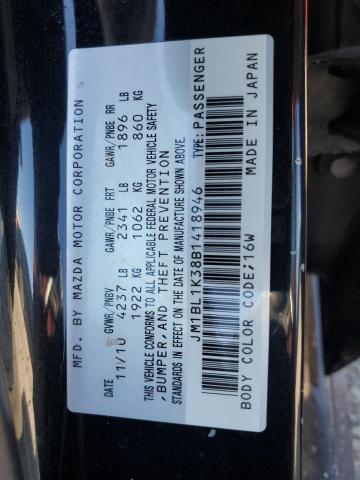 MFD. BY MAZDA MOTOR CORPORATION
DATE GVWR/PNBV GAWR/PNBE FRT GAWR/PNBE RR
11/10 4237 LB 2341 LB 1896 LB
1922 KG 1062 KG 860 KG
THIS VEHICLE CONFORMS TO ALL APPLICABLE FEDERAL MOTOR VEHICLE SAFETY
,BUMPER,AND THEFT PREVENTION
STANDARDS IN EFFECT ON THE DATE OF MANUFACTURE SHOWN ABOVE.
JM1BL1K38B1418946 TYPE:PASSENGER
BODY COLOR CODE;16W MADE IN JAPAN